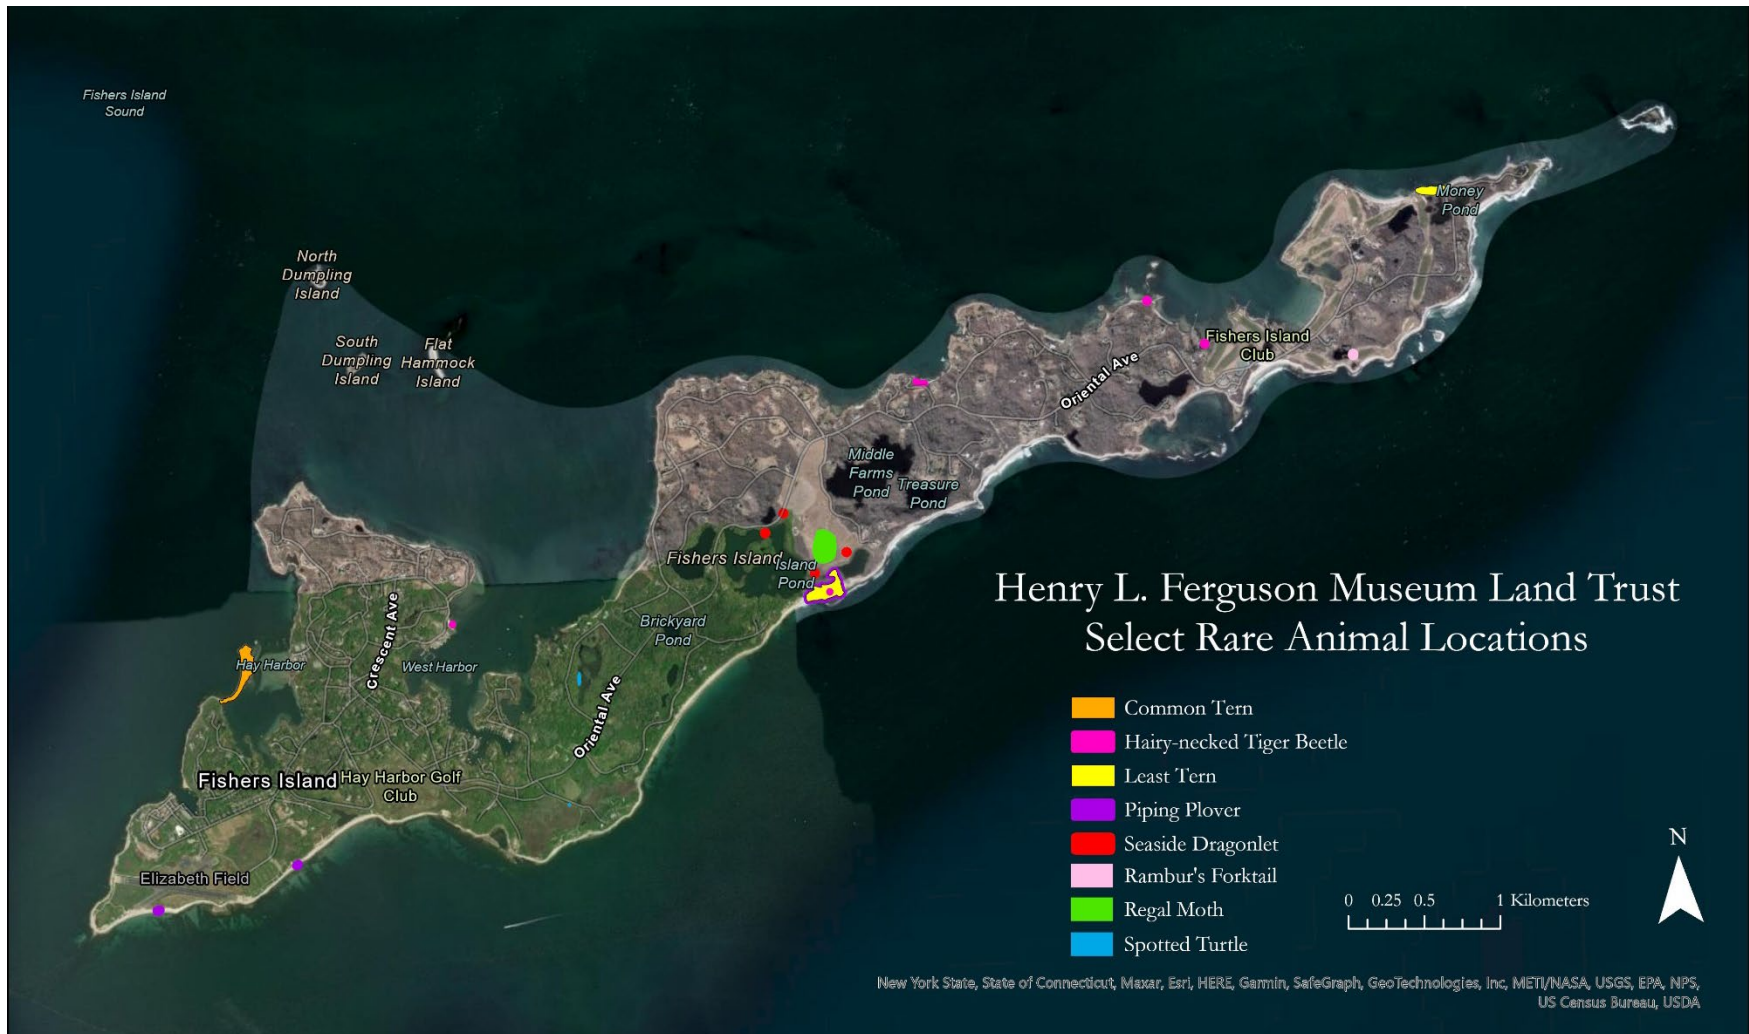 Fishers Island
Sound
North
Dumpling
Island
South
Dumpling
Island
Flat
Hammock
Island
Money
Pond
Fishers Island
Club
Oriental Ave
Middle
Farms
Pond
Treasure
Pond
Fishers Island
Island
Pond
Brickyard
Pond
Crescent Ave
Hay Harbor
West Harbor
Oriental Ave
Fishers Island
Hay Harbor Golf
Club
Elizabeth Field
Henry L. Ferguson Museum Land Trust
Select Rare Animal Locations
Common Tern
Hairy-necked Tiger Beetle
Least Tern
Piping Plover
Seaside Dragonlet
Rambur's Forktail
Regal Moth
Spotted Turtle
N
0 0.25 0.5 1 Kilometers
New York State, State of Connecticut, Maxar, Esri, HERE, Garmin, SafeGraph, GeoTechnologies, Inc, METI/NASA, USGS, EPA, NPS,
US Census Bureau, USDA